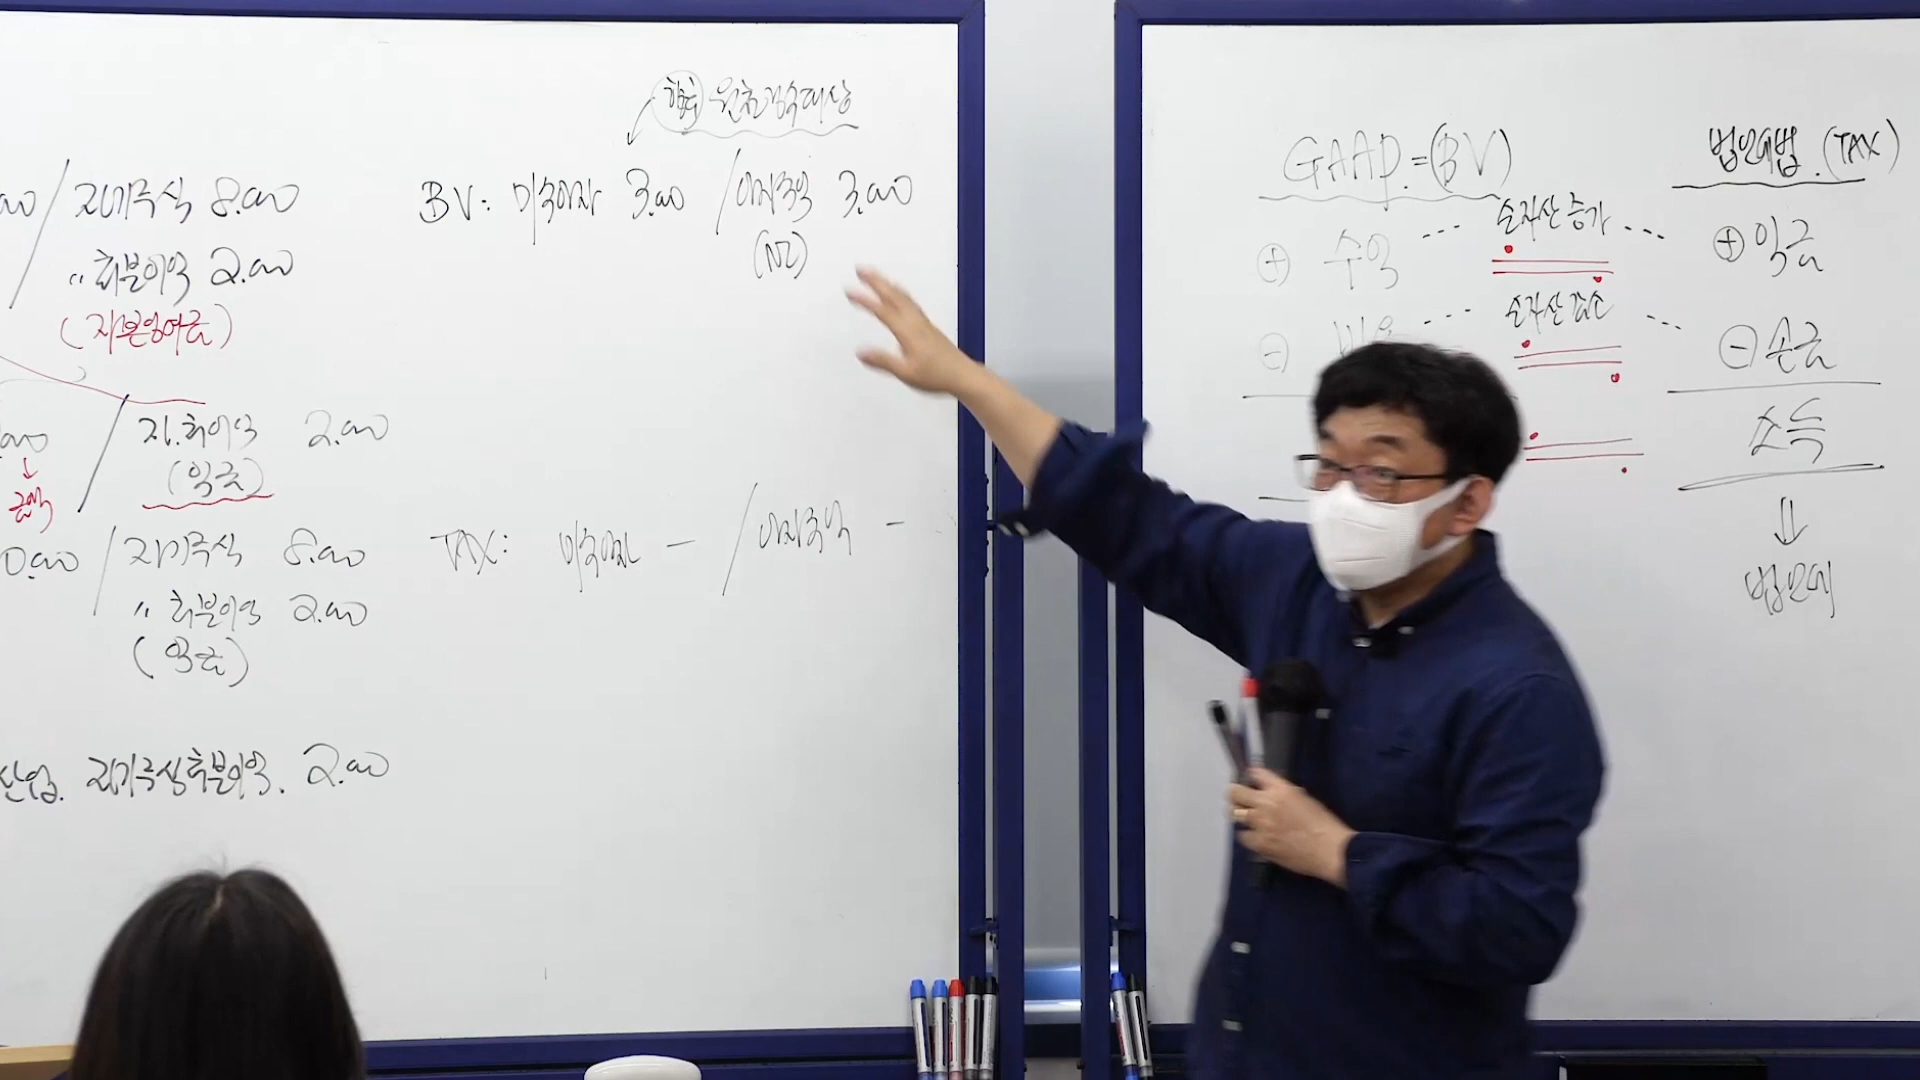 원천징수대상
/ 자기주식 8.000
〃 처분이익 2.000
(자본잉여금)
/ 자.처이익 2.000
(익금)
/ 자기주식 8.000
〃 처분이익 2.000
(익금)
자기주식처분이익. 2.000
BV: 미수이자 3.000 / 이자수익 3.000
(NI)
TAX: 미수이자 — / 이자수익 —
GAAP.=(BV)
법인세법.(TAX)
⊕ 수익 --- 순자산증가 --- ⊕ 익금
⊖ --- 순자산감소 --- ⊖ 손금
소득
⇓
법인세